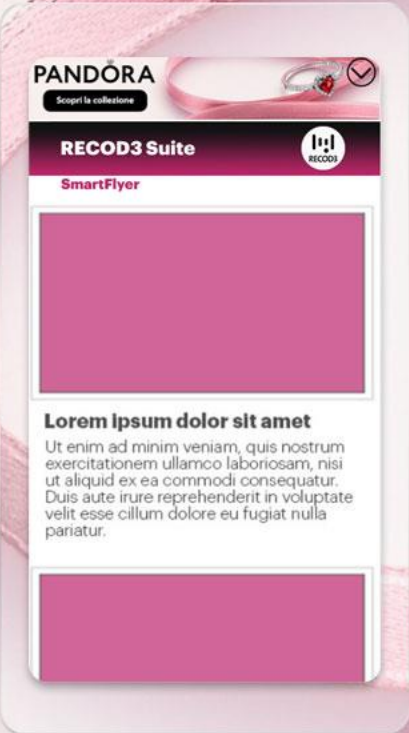 PANDÖRA
Scopri la collezione
RECOD3 Suite
RECOD3
SmartFlyer
Lorem ipsum dolor sit amet
Ut enim ad minim veniam, quis nostrum
exercitationem ullamco laboriosam, nisi
ut aliquid ex ea commodi consequatur.
Duis aute irure reprehenderit in voluptate
velit esse cillum dolore eu fugiat nulla
pariatur.